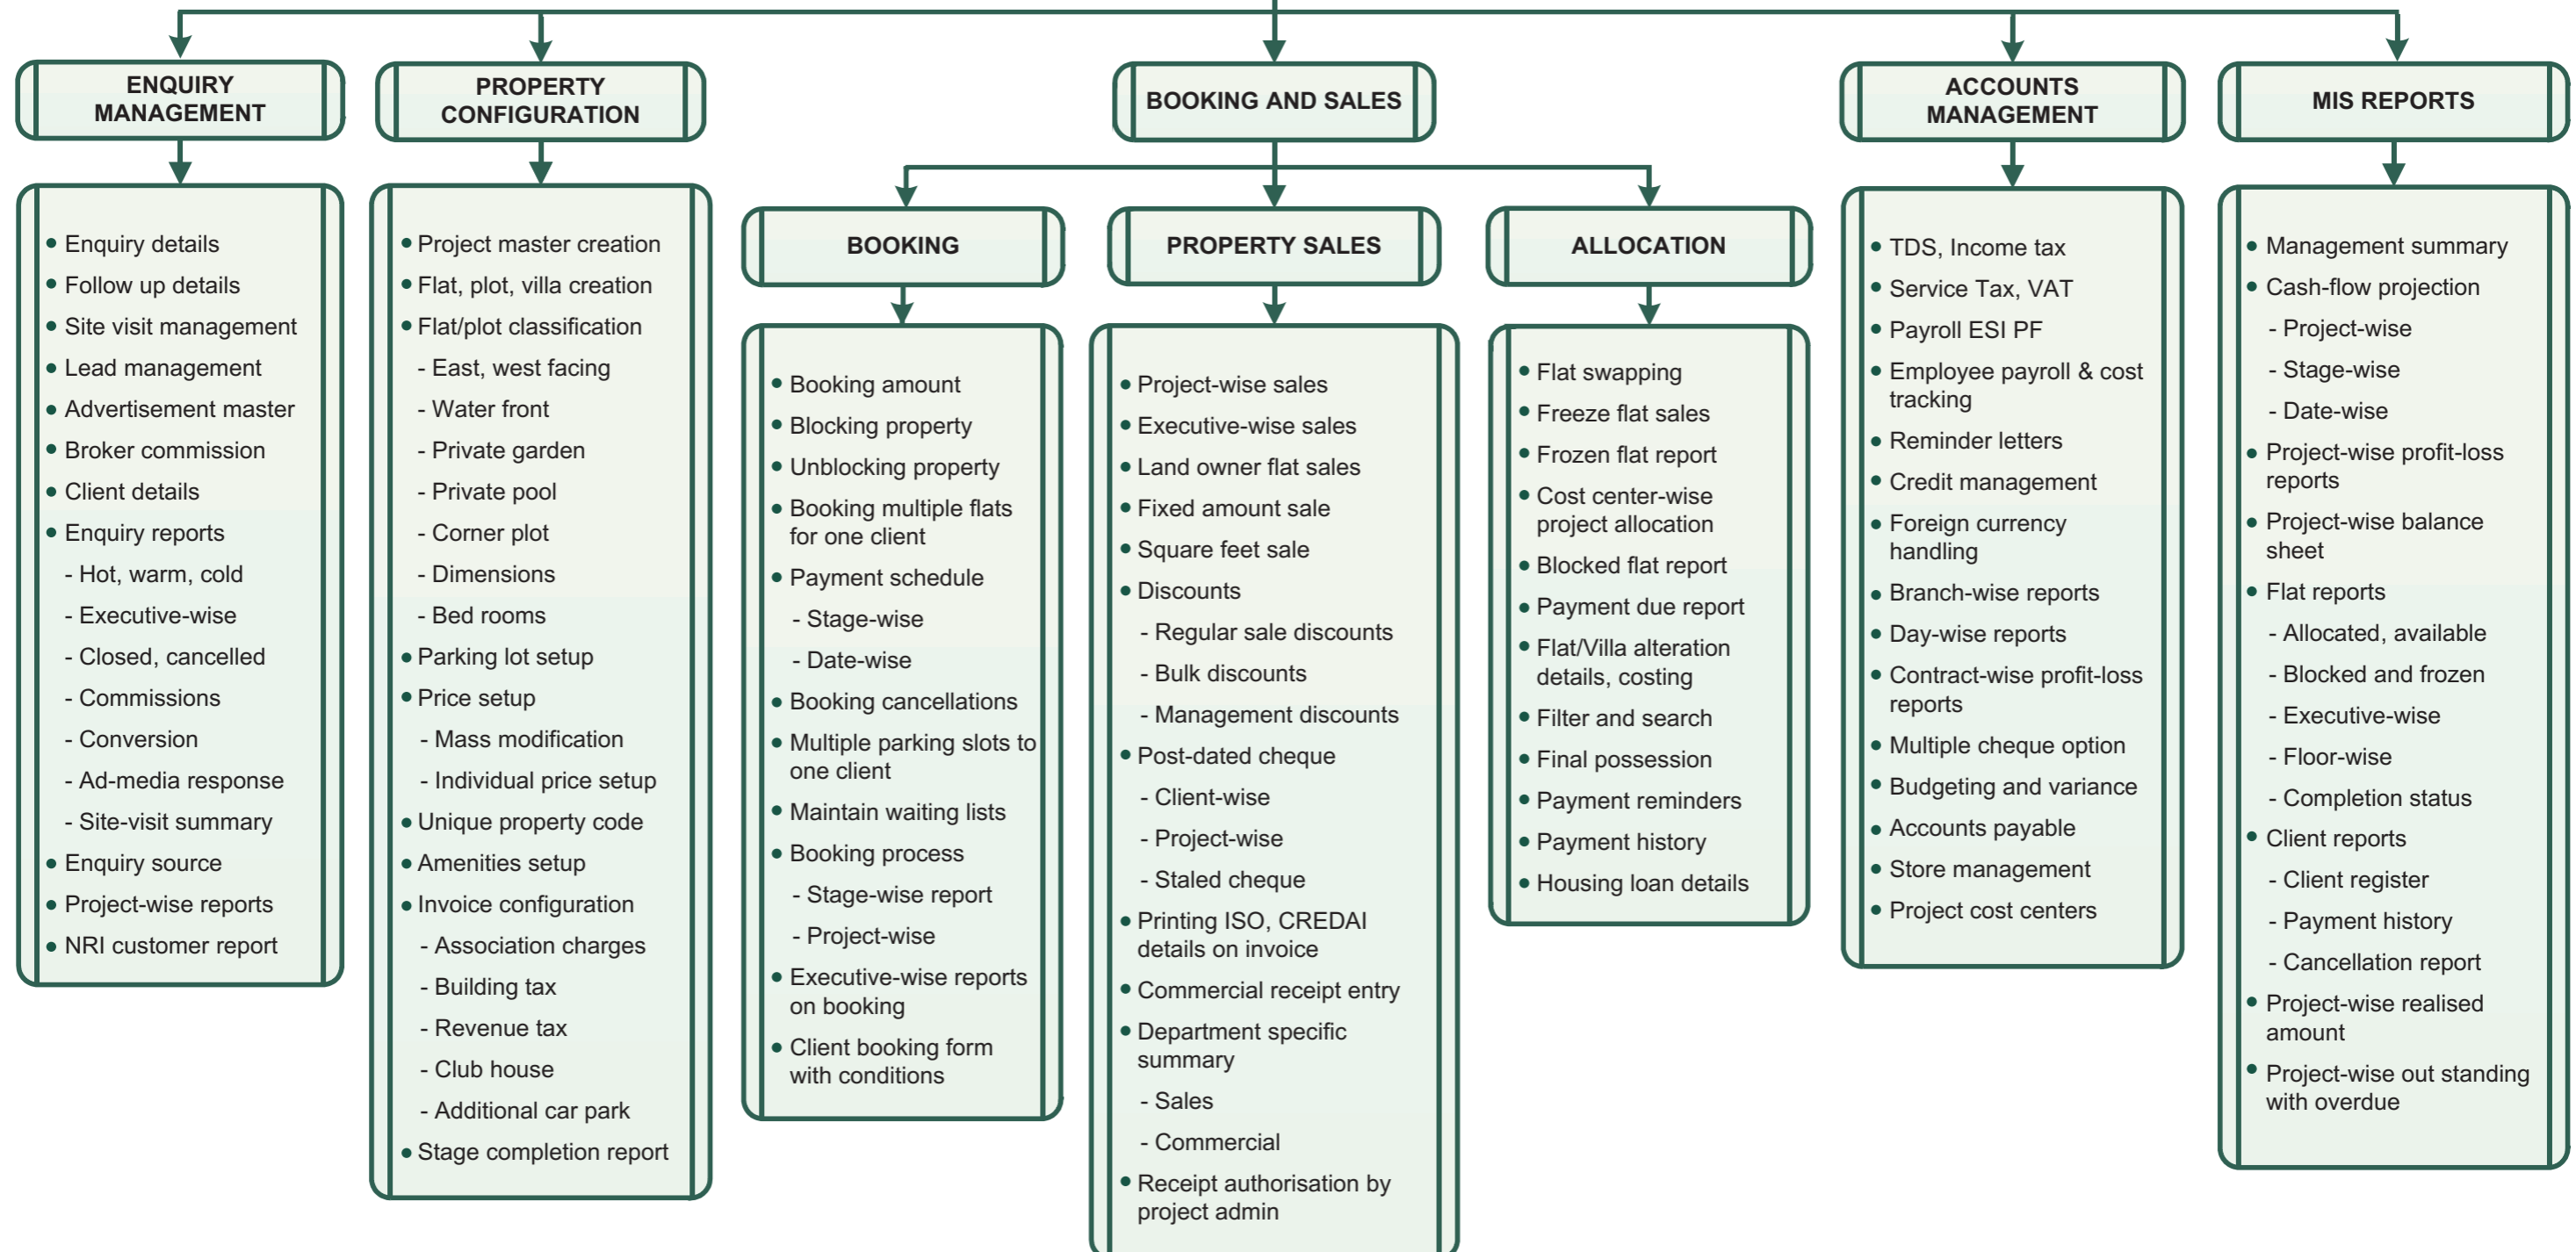 ENQUIRY
MANAGEMENT
• Enquiry details
• Follow up details
• Site visit management
• Lead management
• Advertisement master
• Broker commission
• Client details
• Enquiry reports
- Hot, warm, cold
- Executive-wise
- Closed, cancelled
- Commissions
- Conversion
- Ad-media response
- Site-visit summary
• Enquiry source
• Project-wise reports
• NRI customer report
PROPERTY
CONFIGURATION
• Project master creation
• Flat, plot, villa creation
• Flat/plot classification
- East, west facing
- Water front
- Private garden
- Private pool
- Corner plot
- Dimensions
- Bed rooms
• Parking lot setup
• Price setup
- Mass modification
- Individual price setup
• Unique property code
• Amenities setup
• Invoice configuration
- Association charges
- Building tax
- Revenue tax
- Club house
- Additional car park
• Stage completion report
BOOKING AND SALES
BOOKING
• Booking amount
• Blocking property
• Unblocking property
• Booking multiple flats
for one client
• Payment schedule
- Stage-wise
- Date-wise
• Booking cancellations
• Multiple parking slots to
one client
• Maintain waiting lists
• Booking process
- Stage-wise report
- Project-wise
• Executive-wise reports
on booking
• Client booking form
with conditions
PROPERTY SALES
• Project-wise sales
• Executive-wise sales
• Land owner flat sales
• Fixed amount sale
• Square feet sale
• Discounts
- Regular sale discounts
- Bulk discounts
- Management discounts
• Post-dated cheque
- Client-wise
- Project-wise
- Staled cheque
• Printing ISO, CREDAI
details on invoice
• Commercial receipt entry
• Department specific
summary
- Sales
- Commercial
• Receipt authorisation by
project admin
ALLOCATION
• Flat swapping
• Freeze flat sales
• Frozen flat report
• Cost center-wise
project allocation
• Blocked flat report
• Payment due report
• Flat/Villa alteration
details, costing
• Filter and search
• Final possession
• Payment reminders
• Payment history
• Housing loan details
ACCOUNTS
MANAGEMENT
• TDS, Income tax
• Service Tax, VAT
• Payroll ESI PF
• Employee payroll & cost
tracking
• Reminder letters
• Credit management
• Foreign currency
handling
• Branch-wise reports
• Day-wise reports
• Contract-wise profit-loss
reports
• Multiple cheque option
• Budgeting and variance
• Accounts payable
• Store management
• Project cost centers
MIS REPORTS
• Management summary
• Cash-flow projection
- Project-wise
- Stage-wise
- Date-wise
• Project-wise profit-loss
reports
• Project-wise balance
sheet
• Flat reports
- Allocated, available
- Blocked and frozen
- Executive-wise
- Floor-wise
- Completion status
• Client reports
- Client register
- Payment history
- Cancellation report
• Project-wise realised
amount
• Project-wise out standing
with overdue